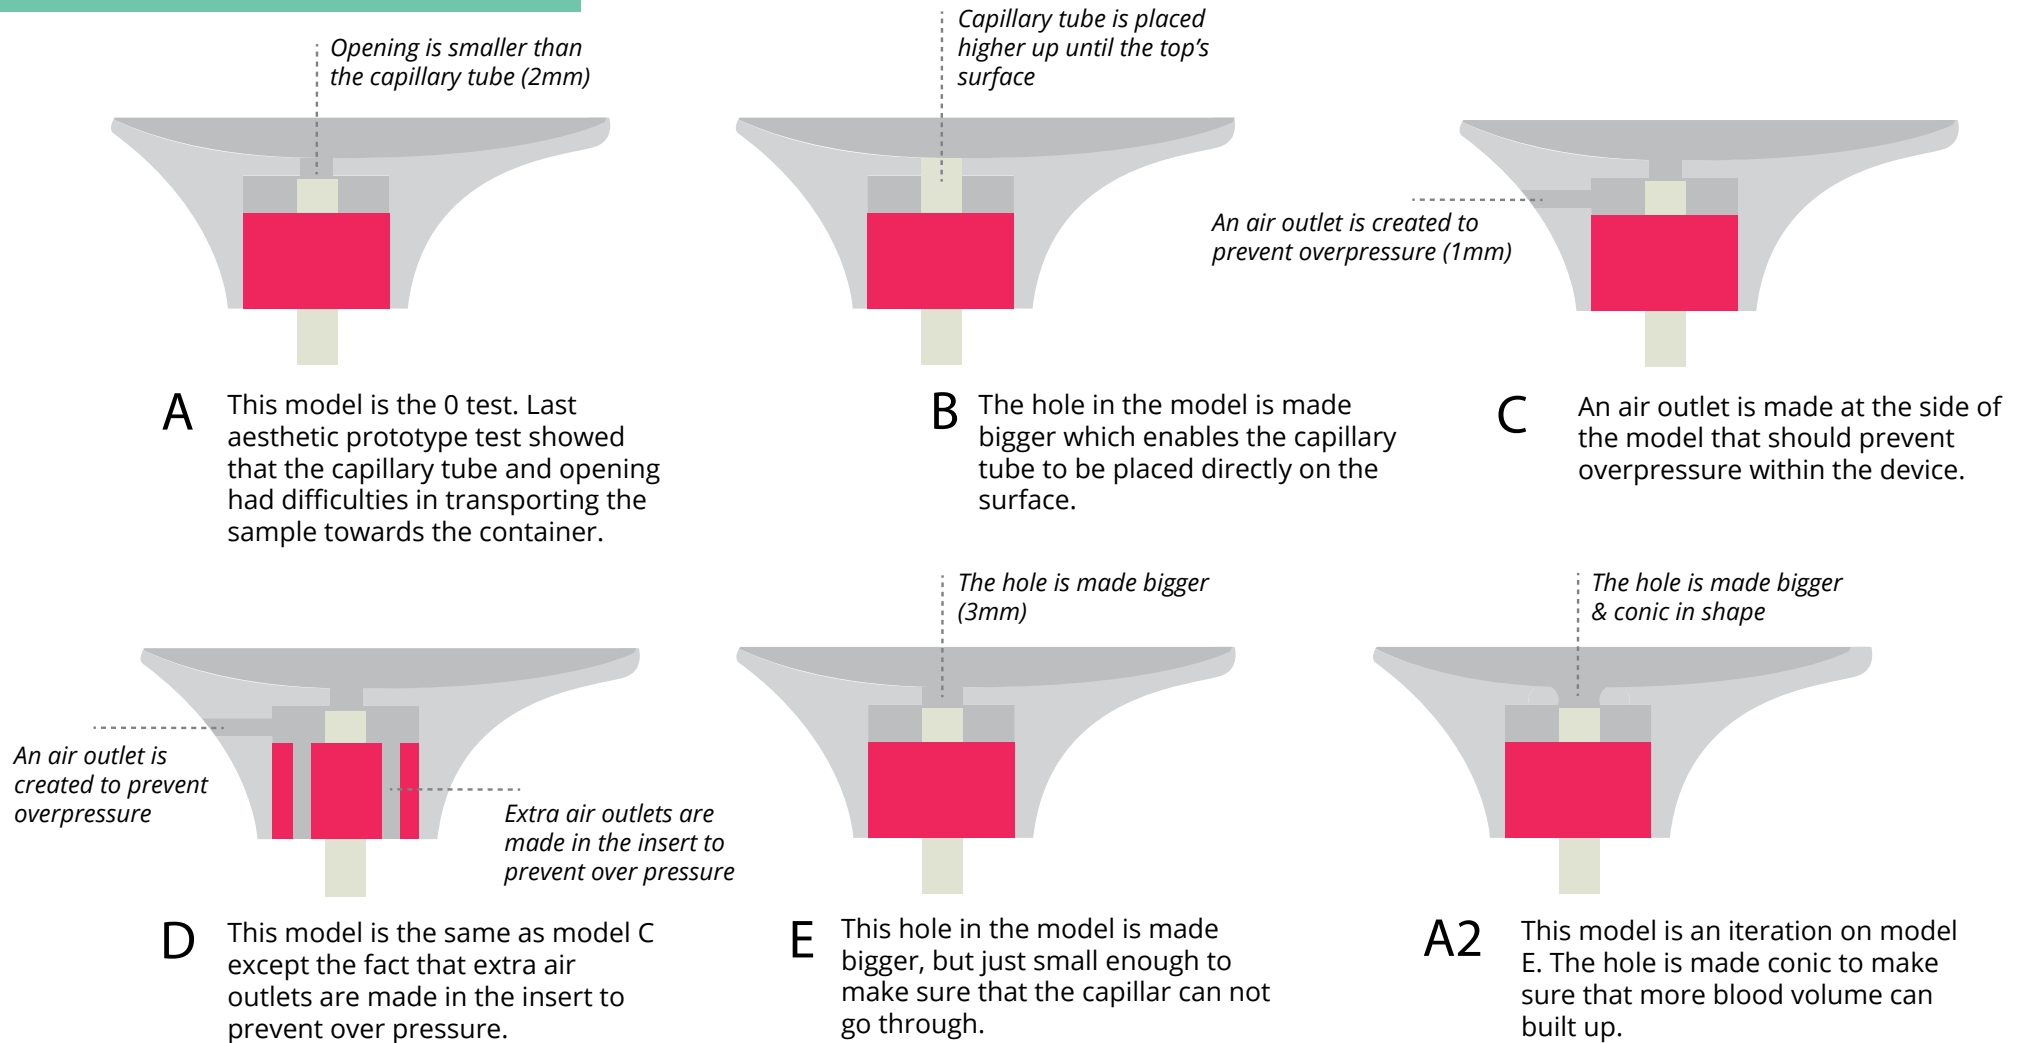 Opening is smaller than
the capillary tube (2mm)
Capillary tube is placed
higher up until the top's
surface
An air outlet is created to
prevent overpressure (1mm)
A
This model is the 0 test. Last
aesthetic prototype test showed
that the capillary tube and opening
had difficulties in transporting the
sample towards the container.
B
The hole in the model is made
bigger which enables the capillary
tube to be placed directly on the
surface.
C
An air outlet is made at the side of
the model that should prevent
overpressure within the device.
The hole is made bigger
(3mm)
The hole is made bigger
& conic in shape
An air outlet is
created to prevent
overpressure
Extra air outlets are
made in the insert to
prevent over pressure
D
This model is the same as model C
except the fact that extra air
outlets are made in the insert to
prevent over pressure.
E
This hole in the model is made
bigger, but just small enough to
make sure that the capillar can not
go through.
A2
This model is an iteration on model
E. The hole is made conic to make
sure that more blood volume can
built up.